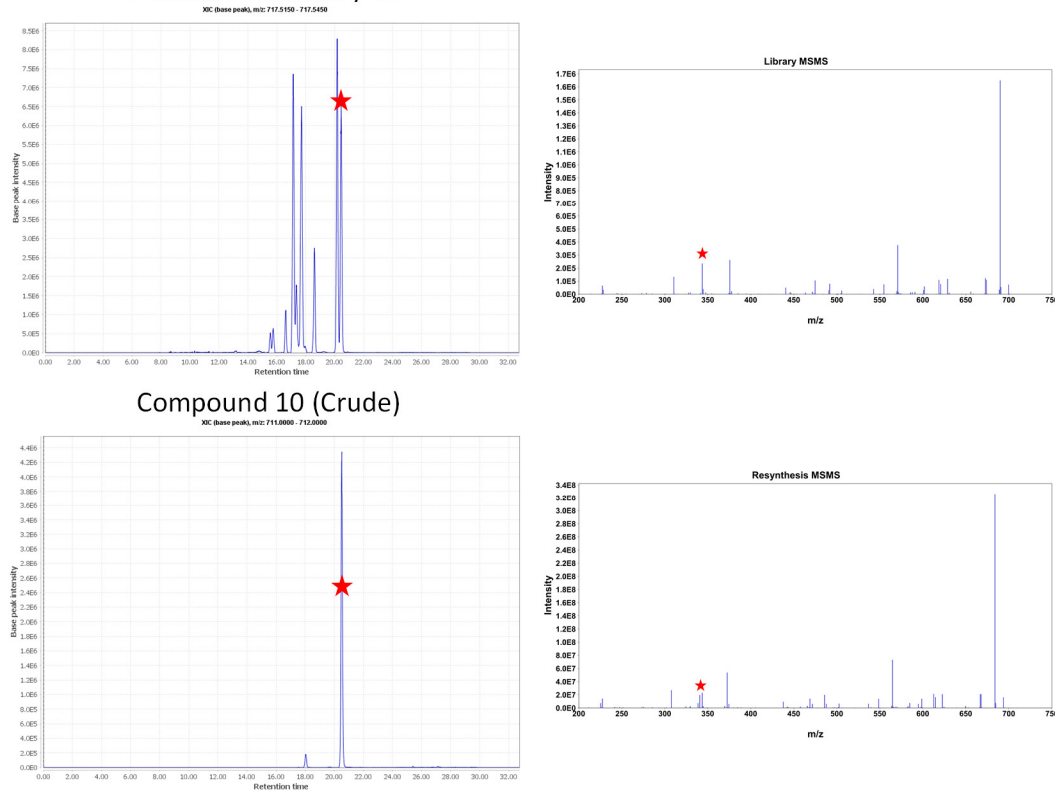 XIC (base peak), m/z: 717.5150 - 717.5450
8.5E6
8.0E6
7.5E6
7.0E6
6.5E6
6.0E6
5.5E6
5.0E6
4.5E6
4.0E6
3.5E6
3.0E6
2.5E6
2.0E6
1.5E6
1.0E6
5.0E5
0.0E0
Base peak intensity
0.00 2.00 4.00 6.00 8.00 10.00 12.00 14.00 16.00 18.00 20.00 22.00 24.00 26.00 28.00 30.00 32.00
Retention time
Library MSMS
1.7E6
1.6E6
1.5E6
1.4E6
1.3E6
1.2E6
1.1E6
1.0E6
9.0E5
8.0E5
7.0E5
6.0E5
5.0E5
4.0E5
3.0E5
2.0E5
1.0E5
0.0E0
Intensity
200 250 300 350 400 450 500 550 600 650 700 750
m/z
Compound 10 (Crude)
XIC (base peak), m/z: 711.0000 - 712.0000
4.4E6
4.2E6
4.0E6
3.8E6
3.6E6
3.4E6
3.2E6
3.0E6
2.8E6
2.6E6
2.4E6
2.2E6
2.0E6
1.8E6
1.6E6
1.4E6
1.2E6
1.0E6
8.0E5
6.0E5
4.0E5
2.0E5
0.0E0
Base peak intensity
0.00 2.00 4.00 6.00 8.00 10.00 12.00 14.00 16.00 18.00 20.00 22.00 24.00 26.00 28.00 30.00 32.00
Retention time
Resynthesis MSMS
3.4E8
3.2E8
3.0E8
2.8E8
2.6E8
2.4E8
2.2E8
2.0E8
1.8E8
1.6E8
1.4E8
1.2E8
1.0E8
8.0E7
6.0E7
4.0E7
2.0E7
0.0E0
Intensity
200 250 300 350 400 450 500 550 600 650 700 750
m/z